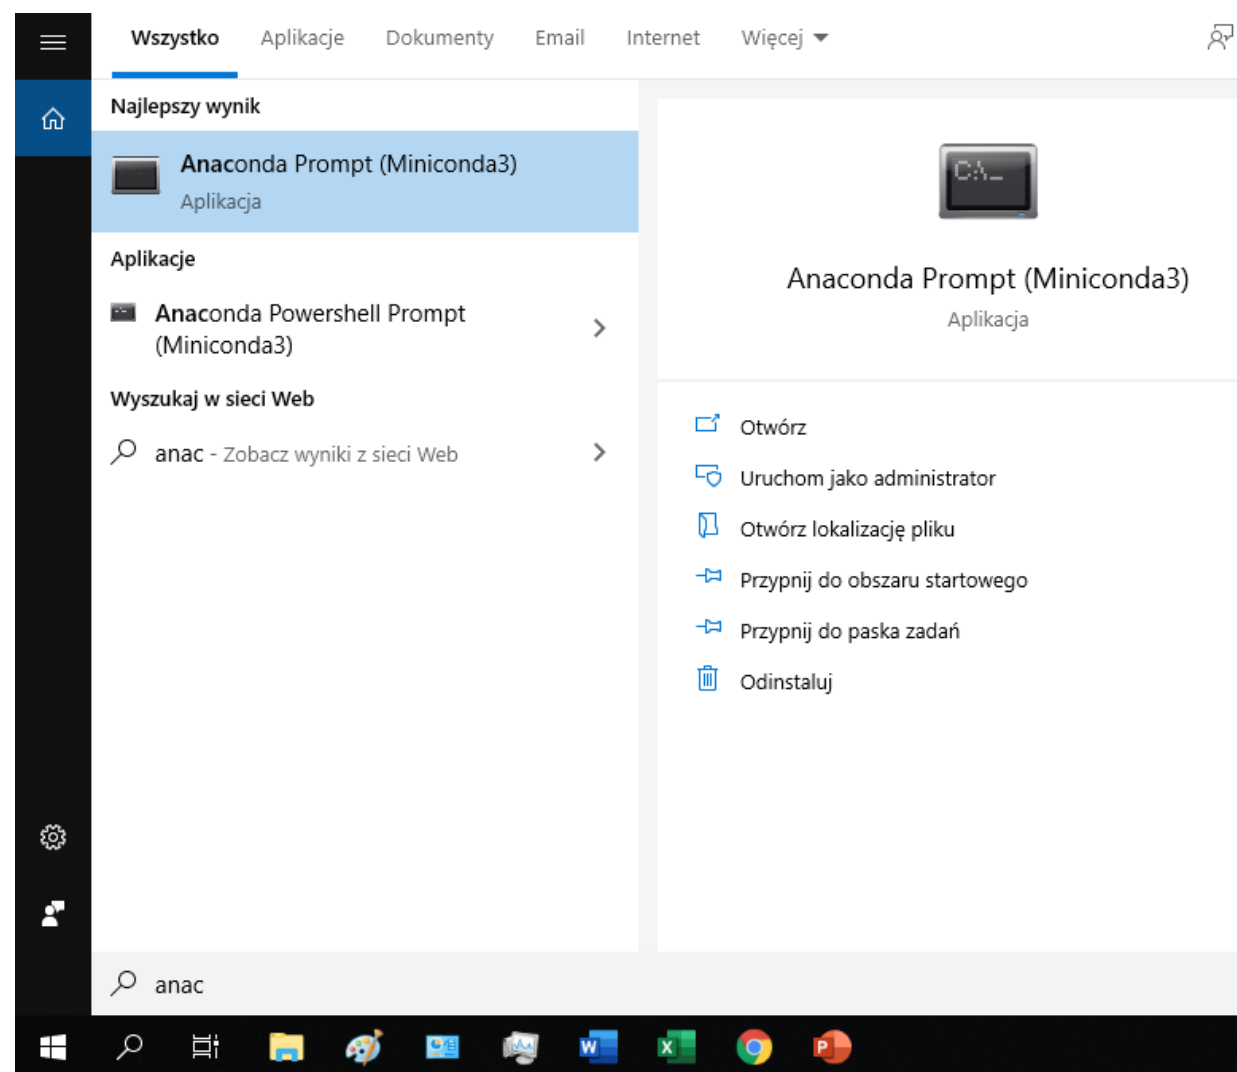 Wszystko Aplikacje Dokumenty Email Internet Więcej
Najlepszy wynik
Anaconda Prompt (Miniconda3)
Aplikacja
Aplikacje
Anaconda Powershell Prompt
(Miniconda3)
Wyszukaj w sieci Web
anac - Zobacz wyniki z sieci Web
C:\_
Anaconda Prompt (Miniconda3)
Aplikacja
Otwórz
Uruchom jako administrator
Otwórz lokalizację pliku
Przypnij do obszaru startowego
Przypnij do paska zadań
Odinstaluj
anac
W
X
P